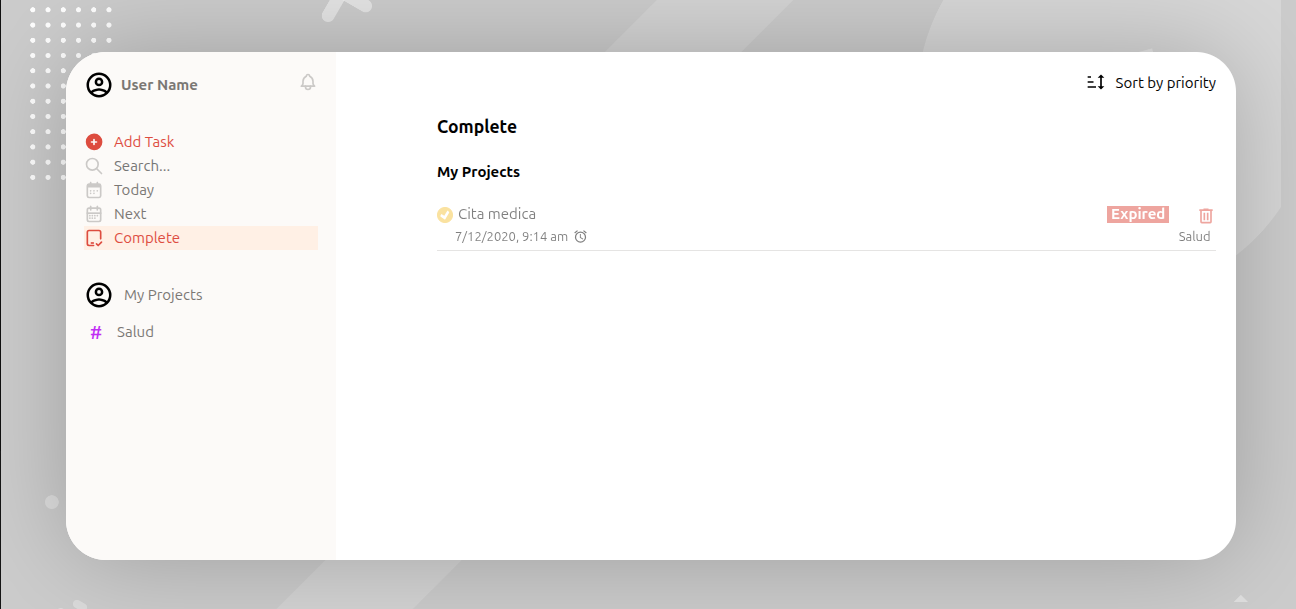 User Name
Add Task
Search...
Today
Next
Complete
My Projects
# Salud
Sort by priority
Complete
My Projects
Cita medica
Expired
7/12/2020, 9:14 am
Salud